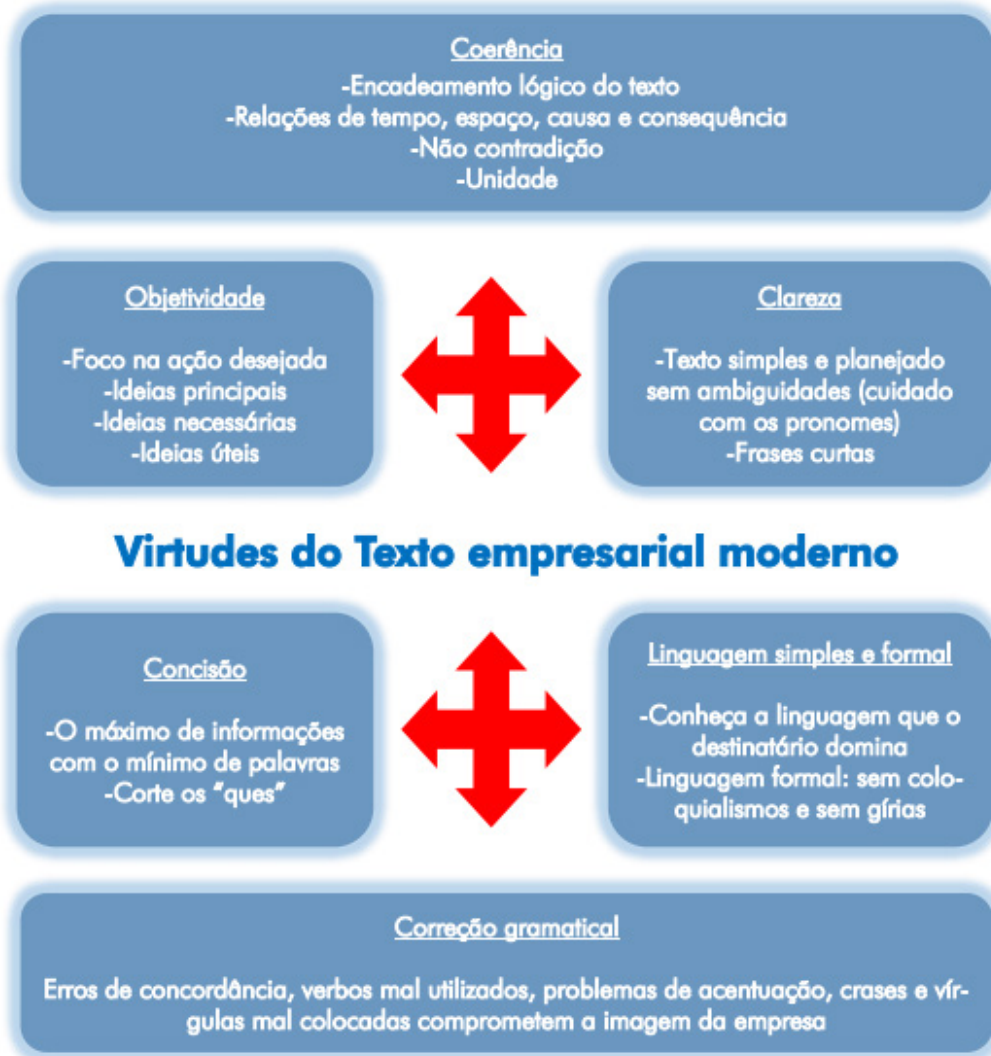 Coerência
-Encadeamento lógico do texto
-Relações de tempo, espaço, causa e consequência
-Não contradição
-Unidade
Objetividade
-Foco na ação desejada
-Ideias principais
-Ideias necessárias
-Ideias úteis
Clareza
-Texto simples e planejado
sem ambiguidades (cuidado
com os pronomes)
-Frases curtas
Virtudes do Texto empresarial moderno
Concisão
-O máximo de informações
com o mínimo de palavras
-Corte os “ques”
Linguagem simples e formal
-Conheça a linguagem que o
destinatário domina
-Linguagem formal: sem colo-
quialismos e sem gírias
Correção gramatical
Erros de concordância, verbos mal utilizados, problemas de acentuação, crases e vír-
gulas mal colocadas comprometem a imagem da empresa